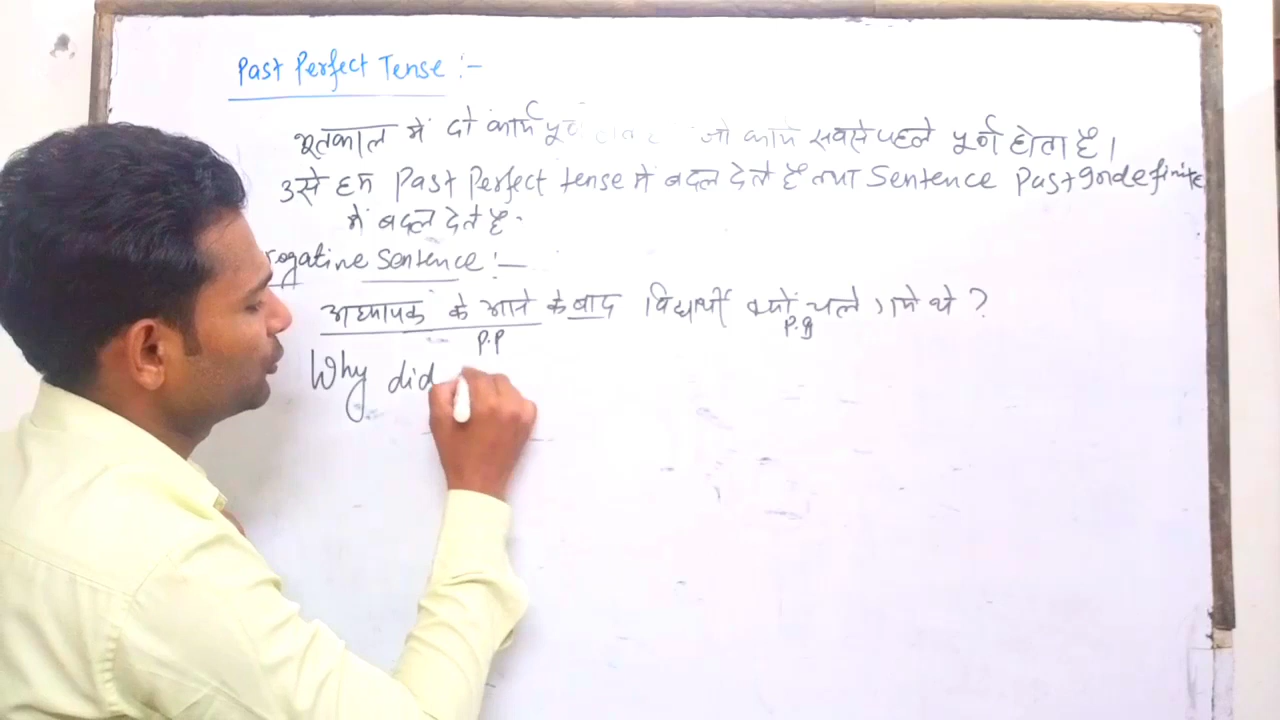 Past Perfect Tense :-
भूतकाल में दो कार्य जो कार्य सबसे पहले पूर्ण होता है।
उसे हम Past Perfect tense में बदल देते हैं तथा Sentence Past Indefinite
में बदल देते है।
rogative Sentence :-
अध्यापक के आने के बाद विद्यार्थी क्यों चले गये थे ?
P.P P.I
Why did